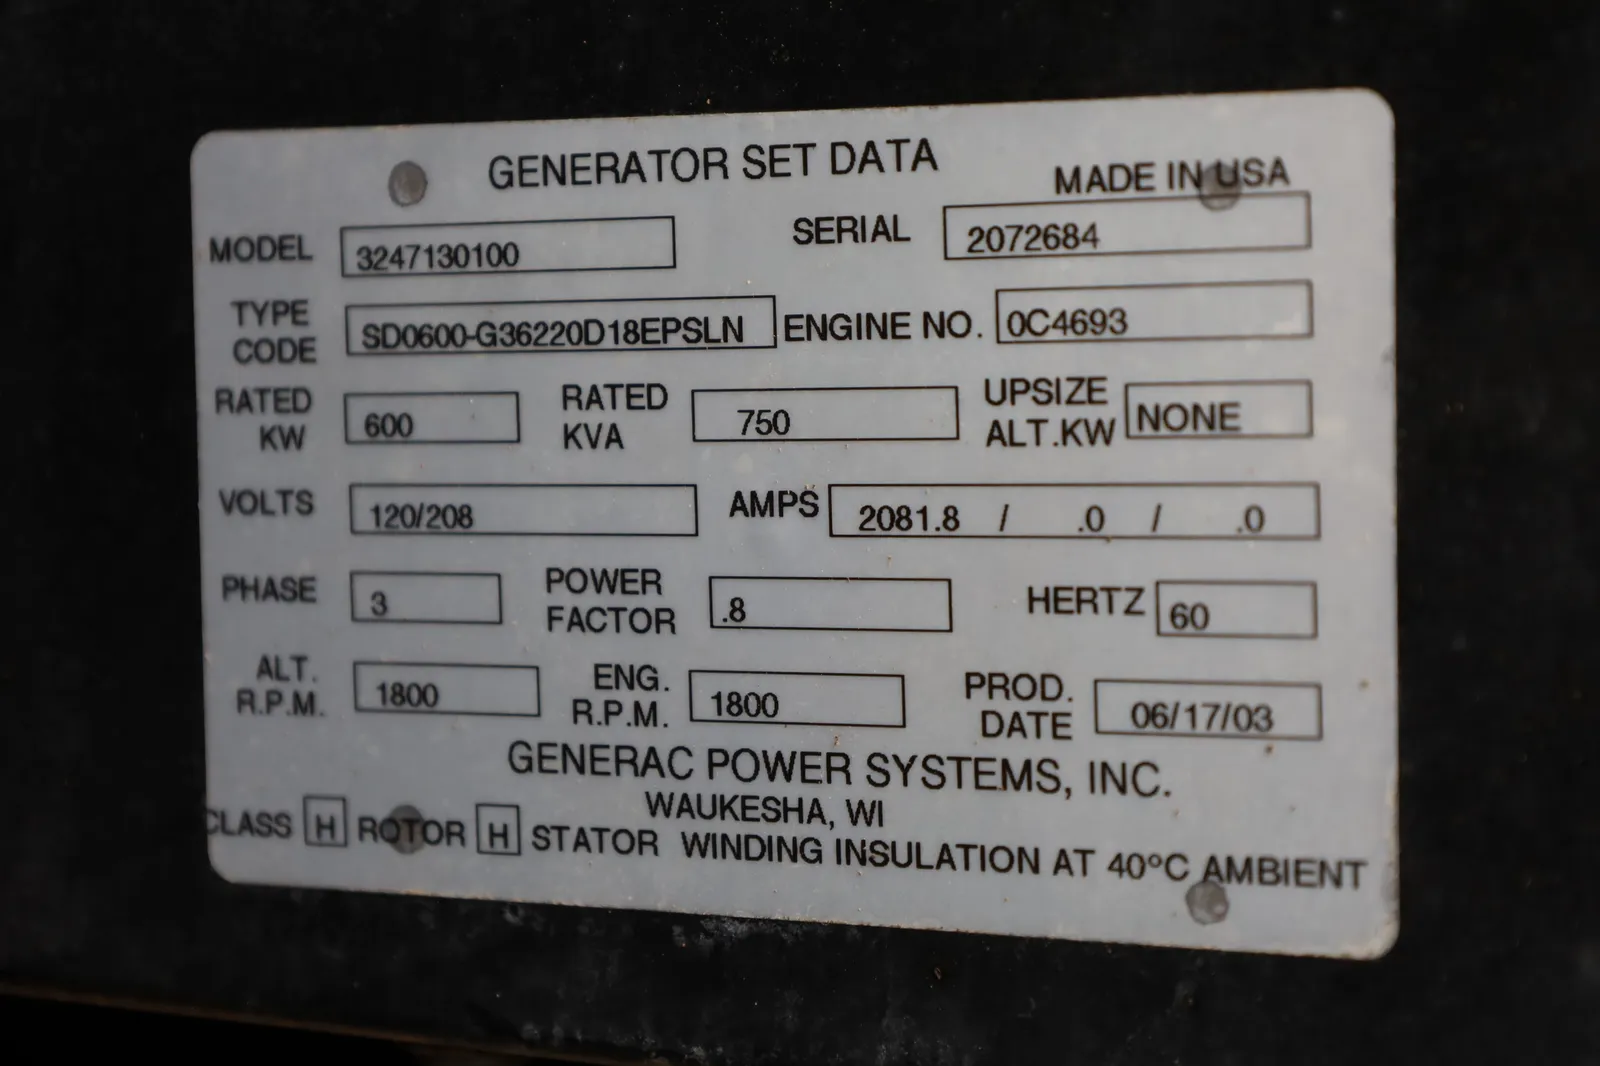 GENERATOR SET DATA
MADE IN USA
MODEL 3247130100 SERIAL 2072684
TYPE CODE SD0600-G36220D18EPSLN ENGINE NO. 0C4693
RATED KW 600 RATED KVA 750 UPSIZE ALT.KW NONE
VOLTS 120/208 AMPS 2081.8 / .0 / .0
PHASE 3 POWER FACTOR .8 HERTZ 60
ALT. R.P.M. 1800 ENG. R.P.M. 1800 PROD. DATE 06/17/03
GENERAC POWER SYSTEMS, INC.
WAUKESHA, WI
CLASS H ROTOR H STATOR WINDING INSULATION AT 40°C AMBIENT